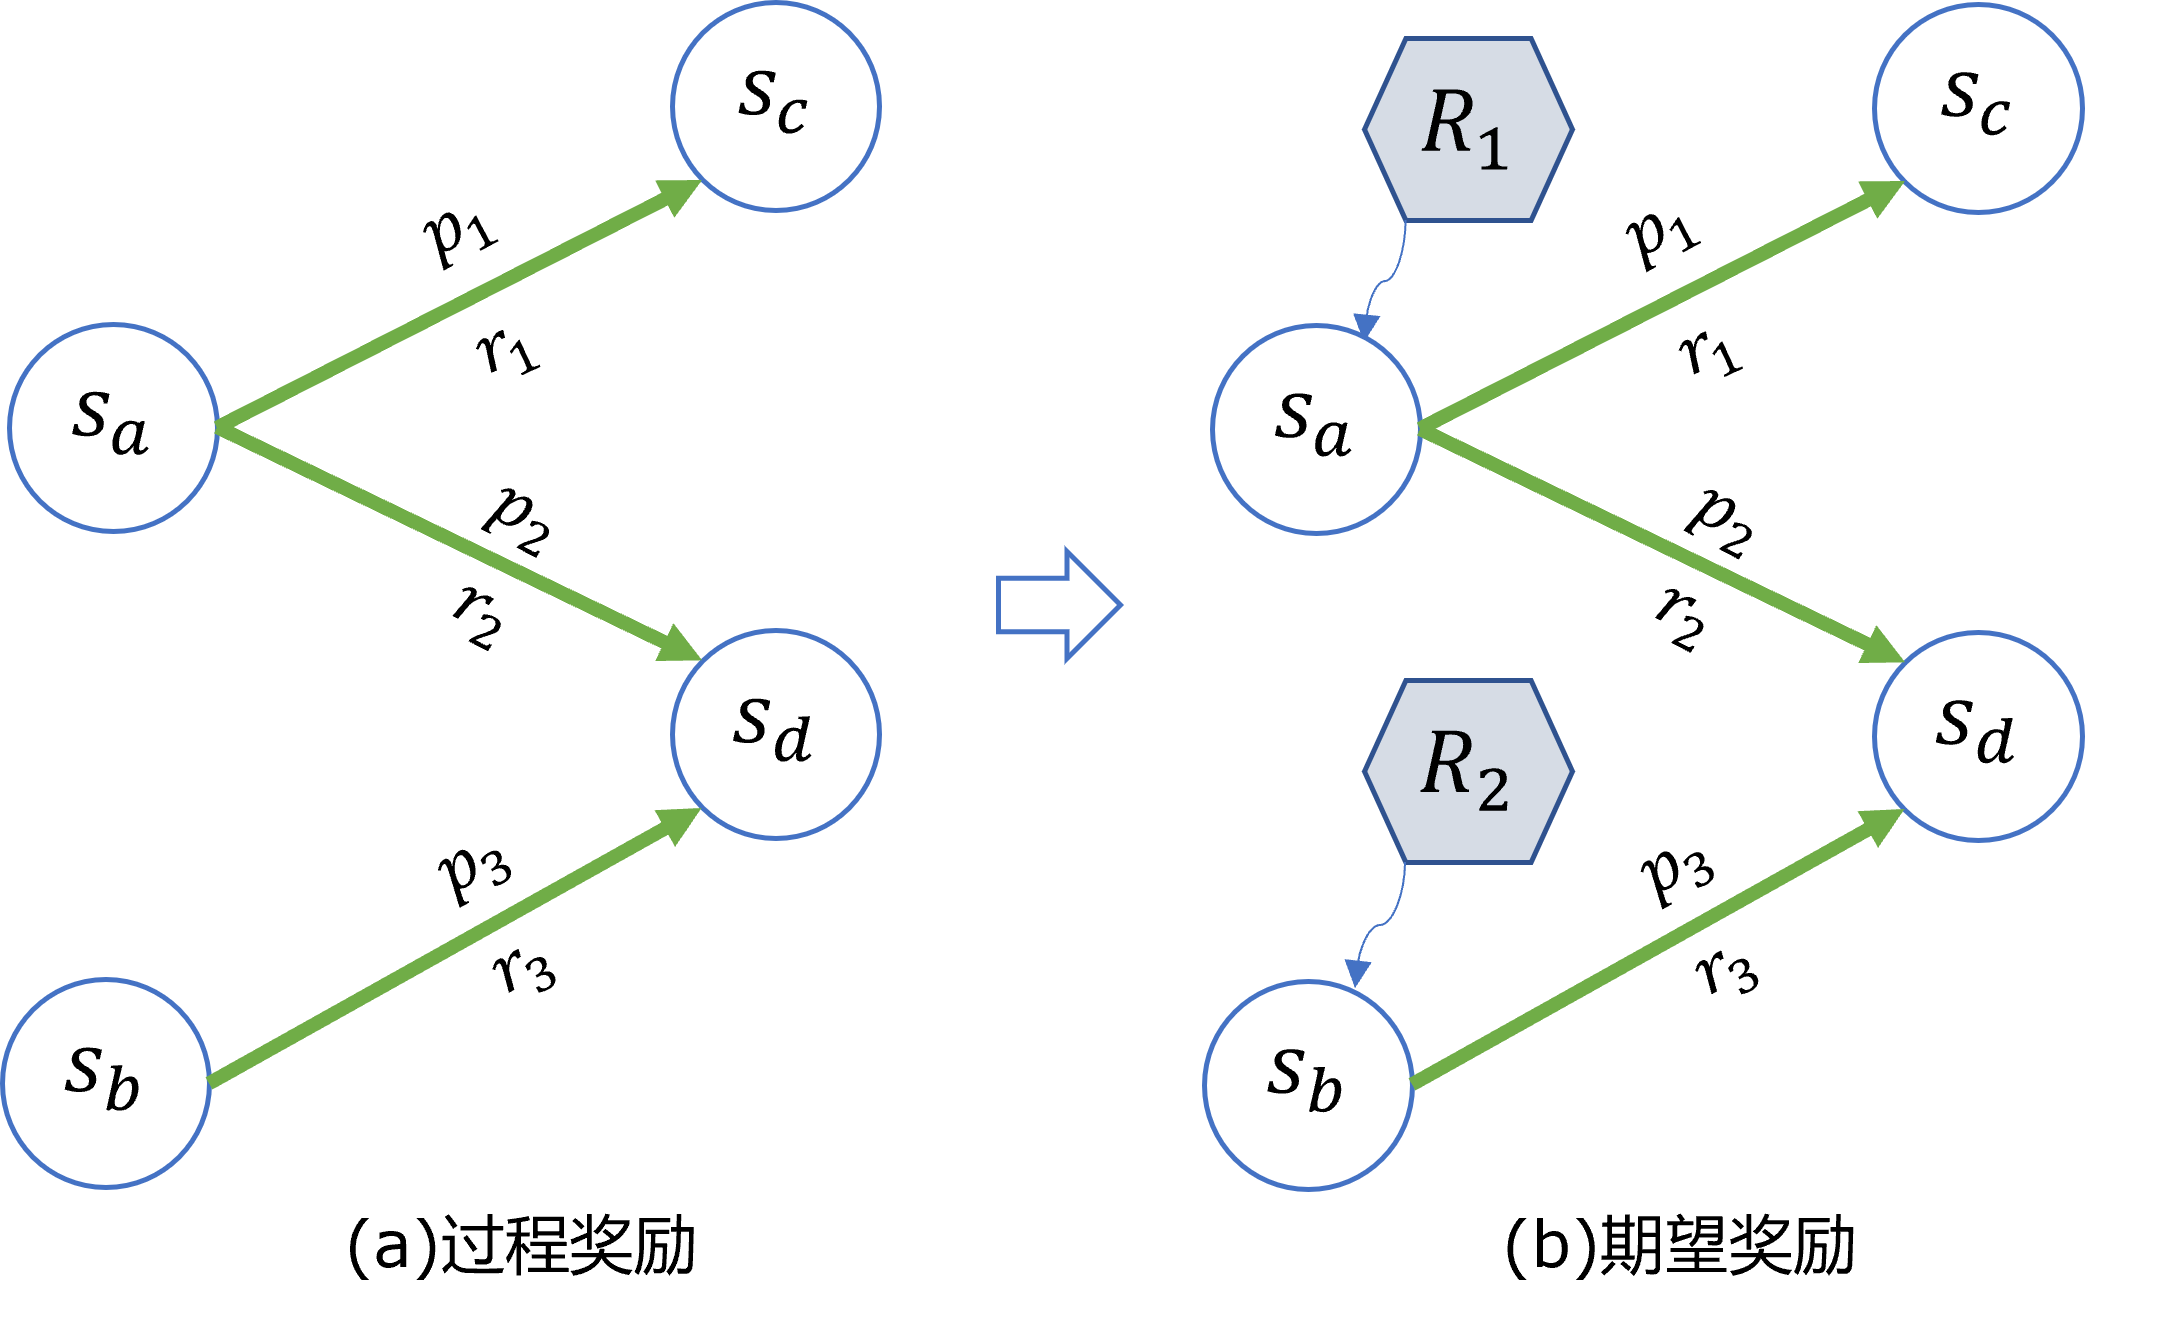 s_c
p_1
r_1
s_a
p_2
r_2
s_d
p_3
r_3
s_b
(a)过程奖励
R_1
s_c
p_1
r_1
s_a
p_2
r_2
R_2
s_d
p_3
r_3
s_b
(b)期望奖励